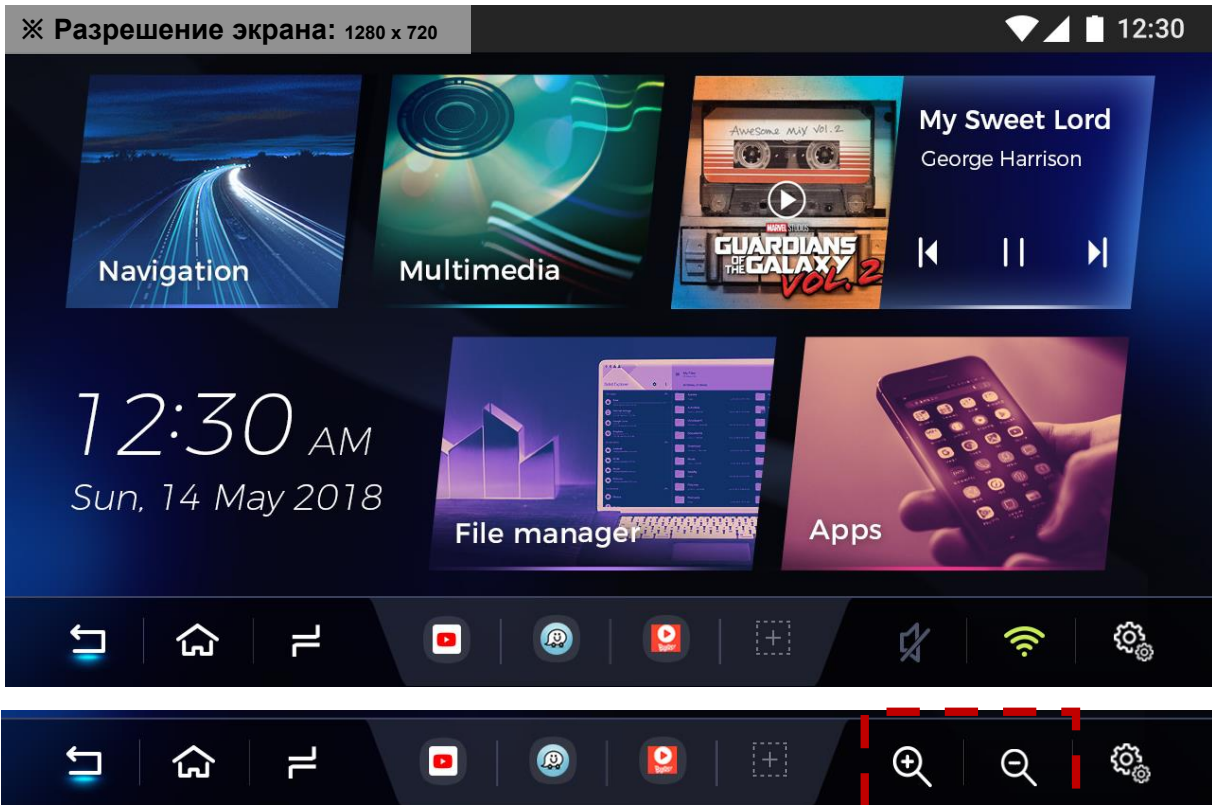 ※ Разрешение экрана: 1280 x 720
12:30
Awesome Mix Vol. 2
MARVEL STUDIOS
GUARDIANS
OF THE GALAXY
VOL. 2
My Sweet Lord
George Harrison
Navigation
Multimedia
12:30 AM
Sun, 14 May 2018
File manager
Apps